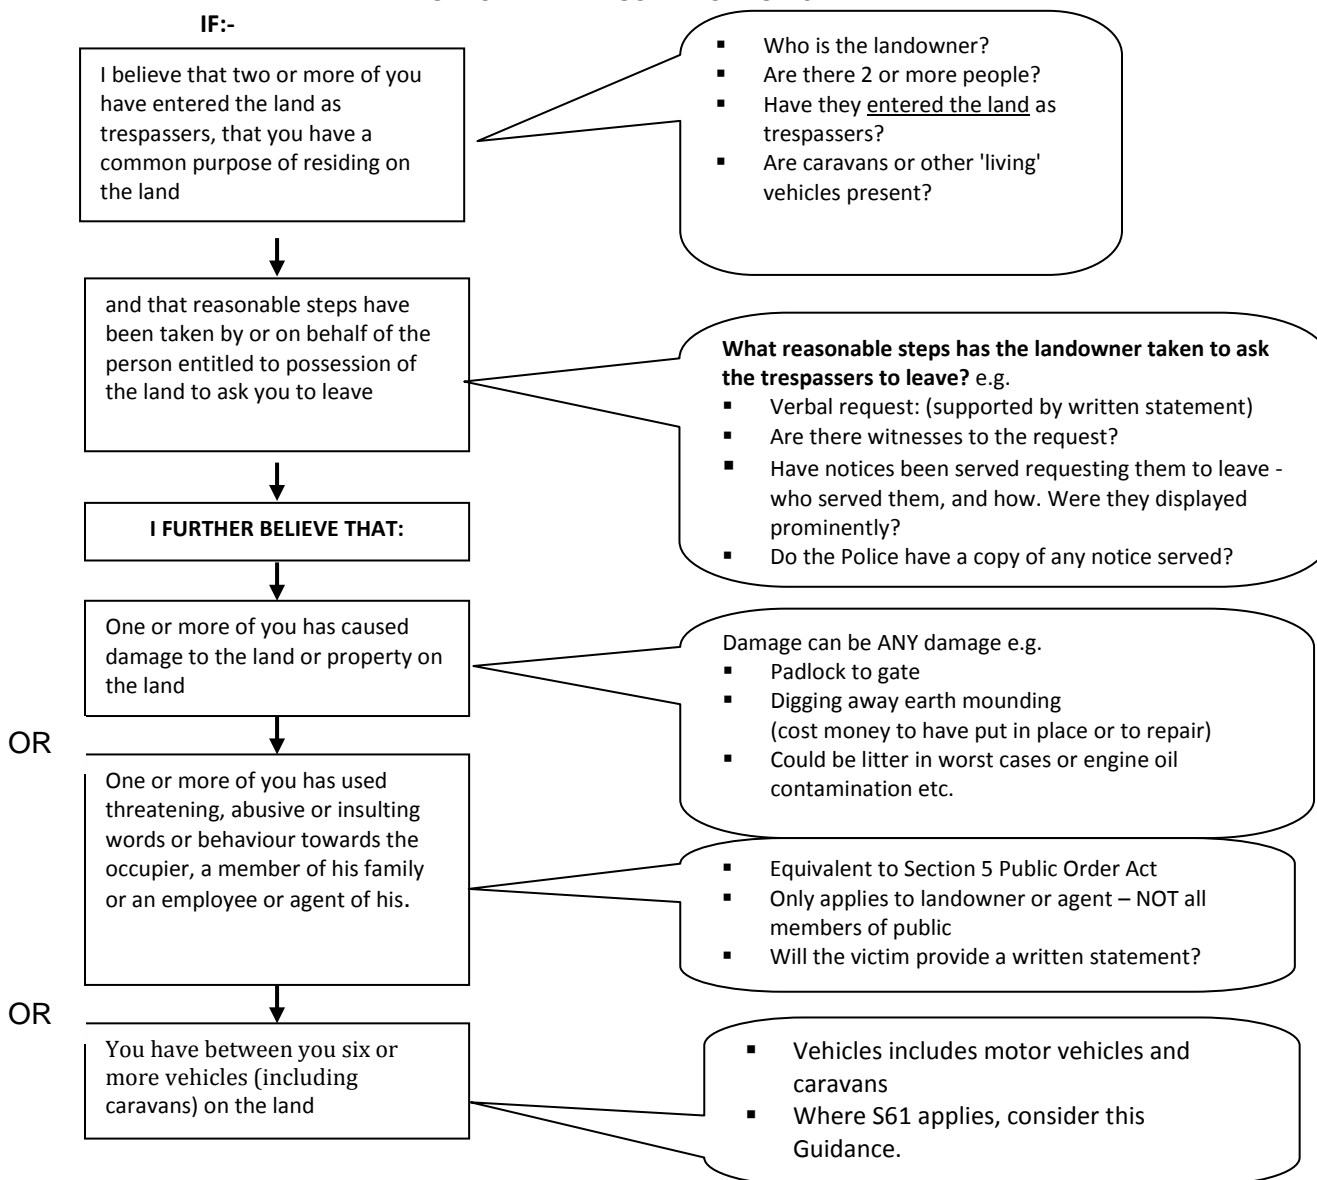 IF:-
I believe that two or more of you
have entered the land as
trespassers, that you have a
common purpose of residing on
the land
▪ Who is the landowner?
▪ Are there 2 or more people?
▪ Have they entered the land as
trespassers?
▪ Are caravans or other 'living'
vehicles present?
and that reasonable steps have
been taken by or on behalf of the
person entitled to possession of
the land to ask you to leave
What reasonable steps has the landowner taken to ask
the trespassers to leave? e.g.
▪ Verbal request: (supported by written statement)
▪ Are there witnesses to the request?
▪ Have notices been served requesting them to leave -
who served them, and how. Were they displayed
prominently?
▪ Do the Police have a copy of any notice served?
I FURTHER BELIEVE THAT:
One or more of you has caused
damage to the land or property on
the land
Damage can be ANY damage e.g.
▪ Padlock to gate
▪ Digging away earth mounding
(cost money to have put in place or to repair)
▪ Could be litter in worst cases or engine oil
contamination etc.
OR
One or more of you has used
threatening, abusive or insulting
words or behaviour towards the
occupier, a member of his family
or an employee or agent of his.
▪ Equivalent to Section 5 Public Order Act
▪ Only applies to landowner or agent – NOT all
members of public
▪ Will the victim provide a written statement?
OR
You have between you six or
more vehicles (including
caravans) on the land
▪ Vehicles includes motor vehicles and
caravans
▪ Where S61 applies, consider this
Guidance.